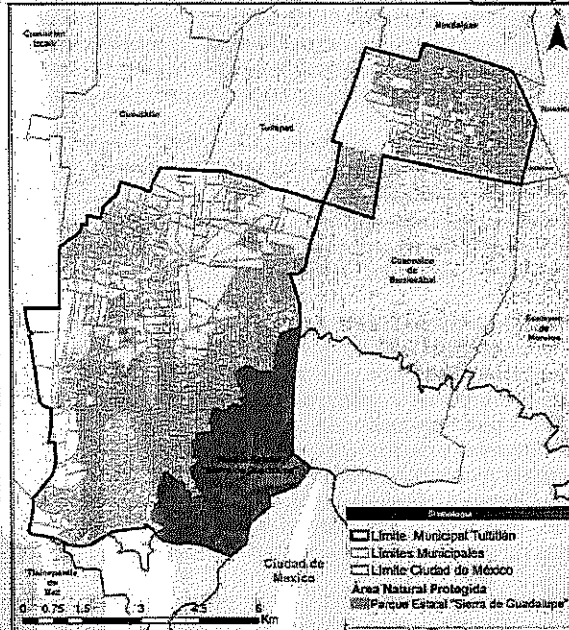 N
Cuautitlán
Izcalli
Cuautitlán
Tultepec
Nextlalpan
Coacalco
de
Berriozábal
Ecatepec
de
Morelos
Tlalnepantla
de
Baz
Ciudad de
México
Simbología
Límite Municipal Tultitlán
Límites Municipales
Límite Ciudad de México
Área Natural Protegida
Parque Estatal "Sierra de Guadalupe"
0 0.75 1.5 3 4.5 6
Km